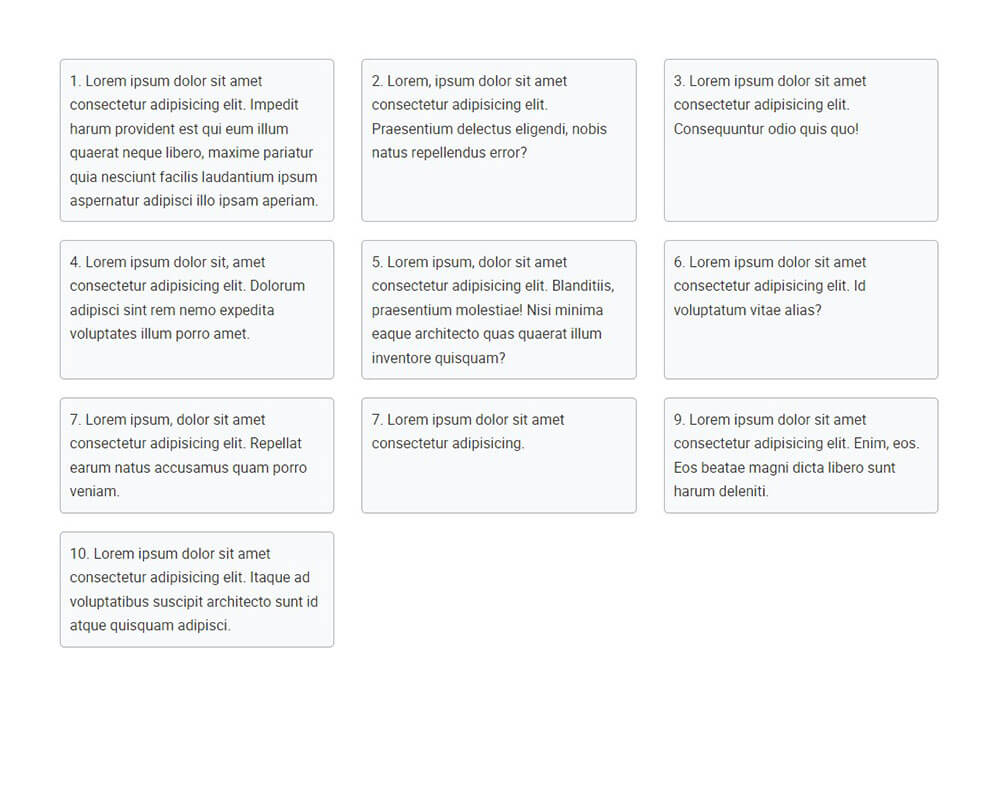 1. Lorem ipsum dolor sit amet
consectetur adipisicing elit. Impedit
harum provident est qui eum illum
quaerat neque libero, maxime pariatur
quia nesciunt facilis laudantium ipsum
aspernatur adipisci illo ipsam aperiam.
2. Lorem, ipsum dolor sit amet
consectetur adipisicing elit.
Praesentium delectus eligendi, nobis
natus repellendus error?
3. Lorem ipsum dolor sit amet
consectetur adipisicing elit.
Consequuntur odio quis quo!
4. Lorem ipsum dolor sit, amet
consectetur adipisicing elit. Dolorum
adipisci sint rem nemo expedita
voluptates illum porro amet.
5. Lorem ipsum, dolor sit amet
consectetur adipisicing elit. Blanditiis,
praesentium molestiae! Nisi minima
eaque architecto quas quaerat illum
inventore quisquam?
6. Lorem ipsum dolor sit amet
consectetur adipisicing elit. Id
voluptatum vitae alias?
7. Lorem ipsum, dolor sit amet
consectetur adipisicing elit. Repellat
earum natus accusamus quam porro
veniam.
7. Lorem ipsum dolor sit amet
consectetur adipisicing.
9. Lorem ipsum dolor sit amet
consectetur adipisicing elit. Enim, eos.
Eos beatae magni dicta libero sunt
harum deleniti.
10. Lorem ipsum dolor sit amet
consectetur adipisicing elit. Itaque ad
voluptatibus suscipit architecto sunt id
atque quisquam adipisci.